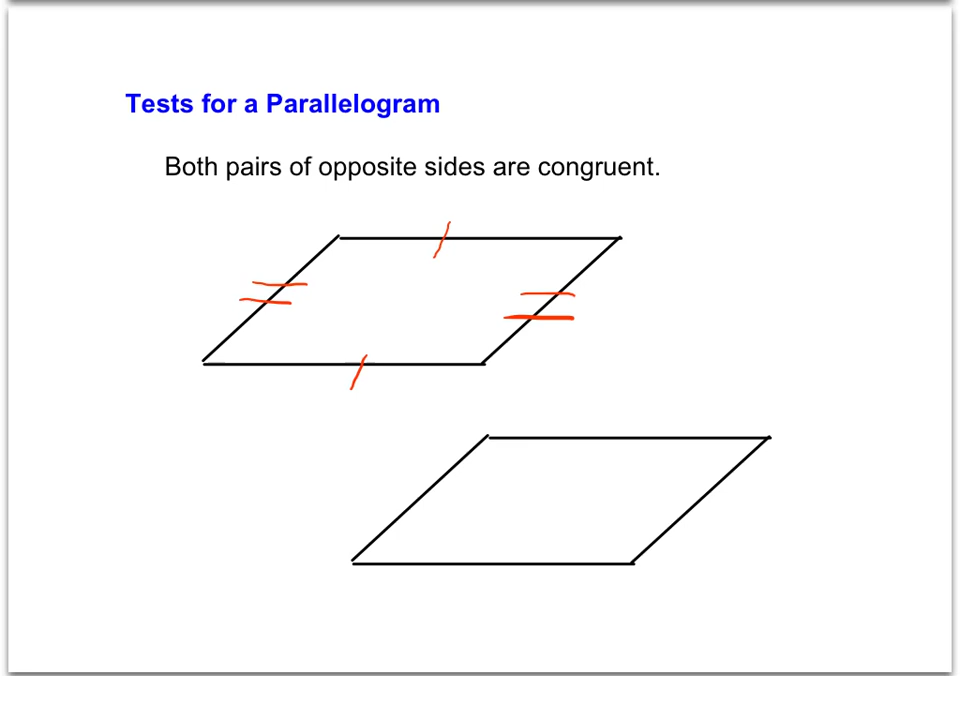 Tests for a Parallelogram
Both pairs of opposite sides are congruent.